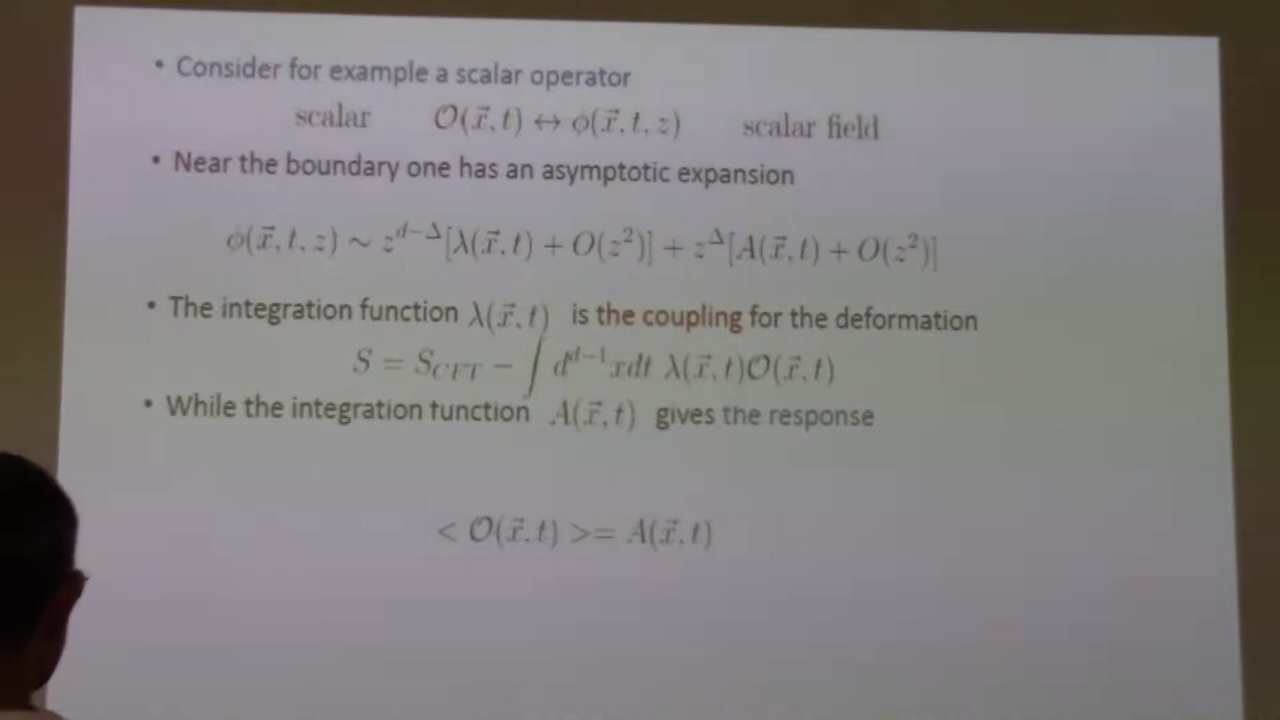 • Consider for example a scalar operator
scalar O(x⃗, t) ↔ φ(x⃗, t, z) scalar field
• Near the boundary one has an asymptotic expansion
φ(x⃗, t, z) ~ z^{d−Δ}[λ(x⃗, t) + O(z²)] + z^Δ[A(x⃗, t) + O(z²)]
• The integration function λ(x⃗, t) is the coupling for the deformation
S = S_{CFT} − ∫ d^{d−1}xdt λ(x⃗, t)O(x⃗, t)
• While the integration function A(x⃗, t) gives the response
< O(x⃗, t) >= A(x⃗, t)